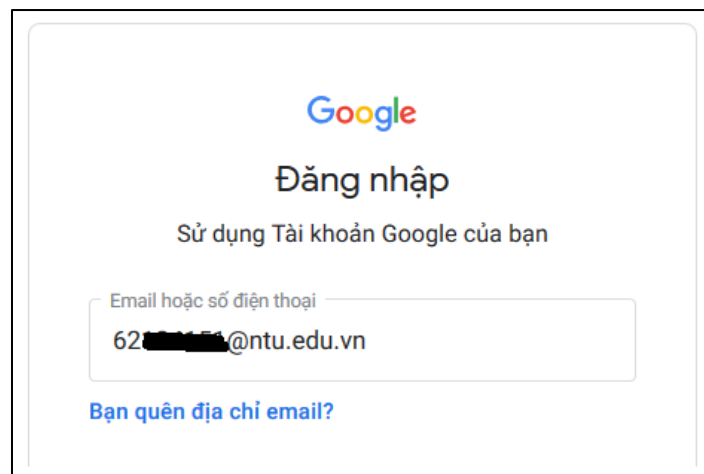 Google
Đăng nhập
Sử dụng Tài khoản Google của bạn
Email hoặc số điện thoại
62@ntu.edu.vn
Bạn quên địa chỉ email?